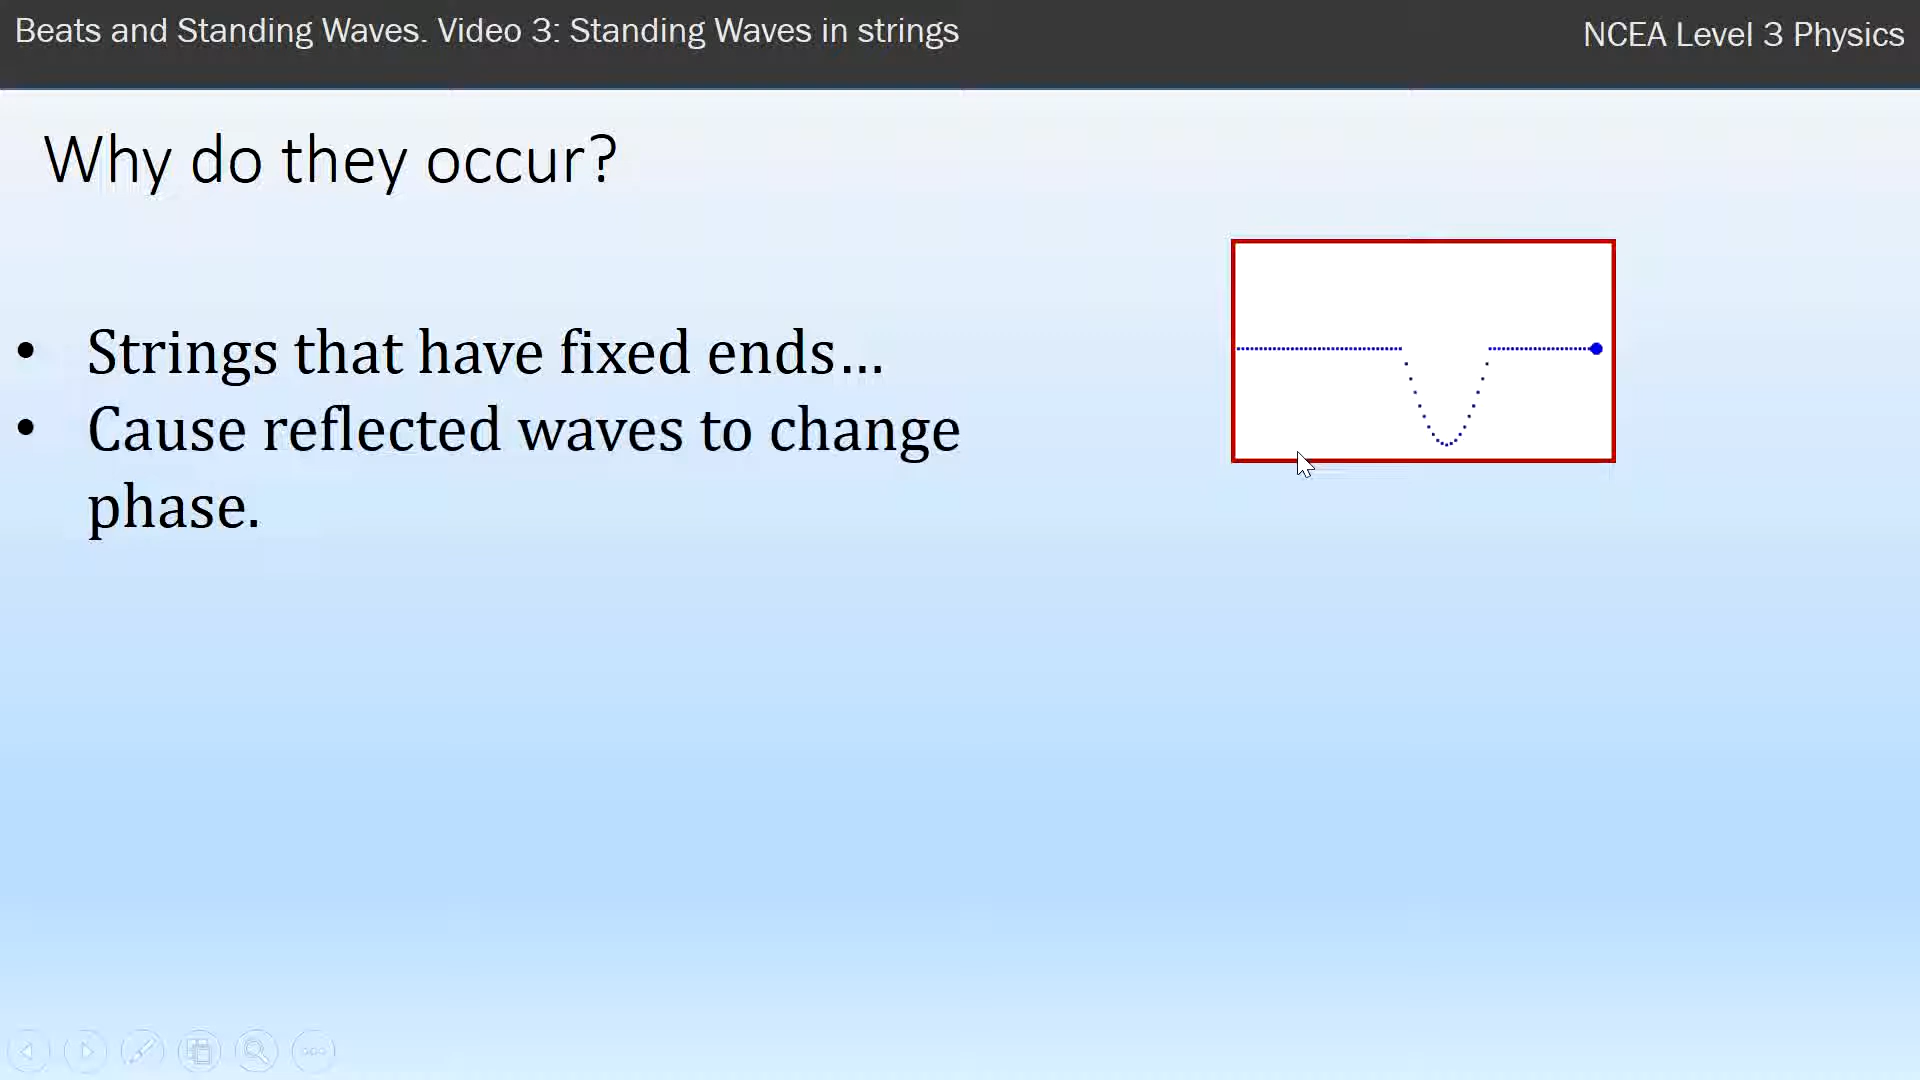 Beats and Standing Waves. Video 3: Standing Waves in strings
NCEA Level 3 Physics
Why do they occur?
• Strings that have fixed ends...
• Cause reflected waves to change
phase.